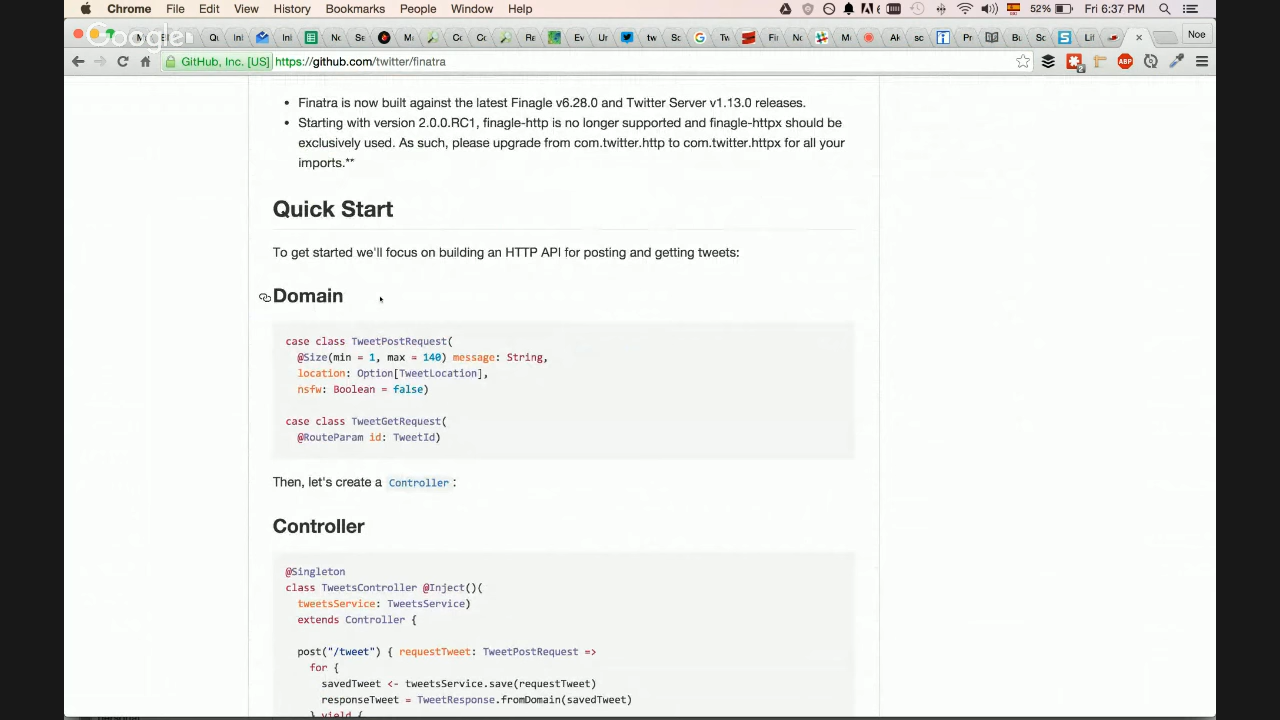 Chrome File Edit View History Bookmarks People Window Help 52% Fri 6:37 PM
Google
Noe
GitHub, Inc. [US] https://github.com/twitter/finatra
ABP
Finatra is now built against the latest Finagle v6.28.0 and Twitter Server v1.13.0 releases.
Starting with version 2.0.0.RC1, finagle-http is no longer supported and finagle-httpx should be
exclusively used. As such, please upgrade from com.twitter.http to com.twitter.httpx for all your
imports.**
Quick Start
To get started we'll focus on building an HTTP API for posting and getting tweets:
Domain
case class TweetPostRequest(
@Size(min = 1, max = 140) message: String,
location: Option[TweetLocation],
nsfw: Boolean = false)
case class TweetGetRequest(
@RouteParam id: TweetId)
Then, let's create a Controller:
Controller
@Singleton
class TweetsController @Inject()(
tweetsService: TweetsService)
extends Controller {
post("/tweet") { requestTweet: TweetPostRequest =>
for {
savedTweet <- tweetsService.save(requestTweet)
responseTweet = TweetResponse.fromDomain(savedTweet)
} yield {